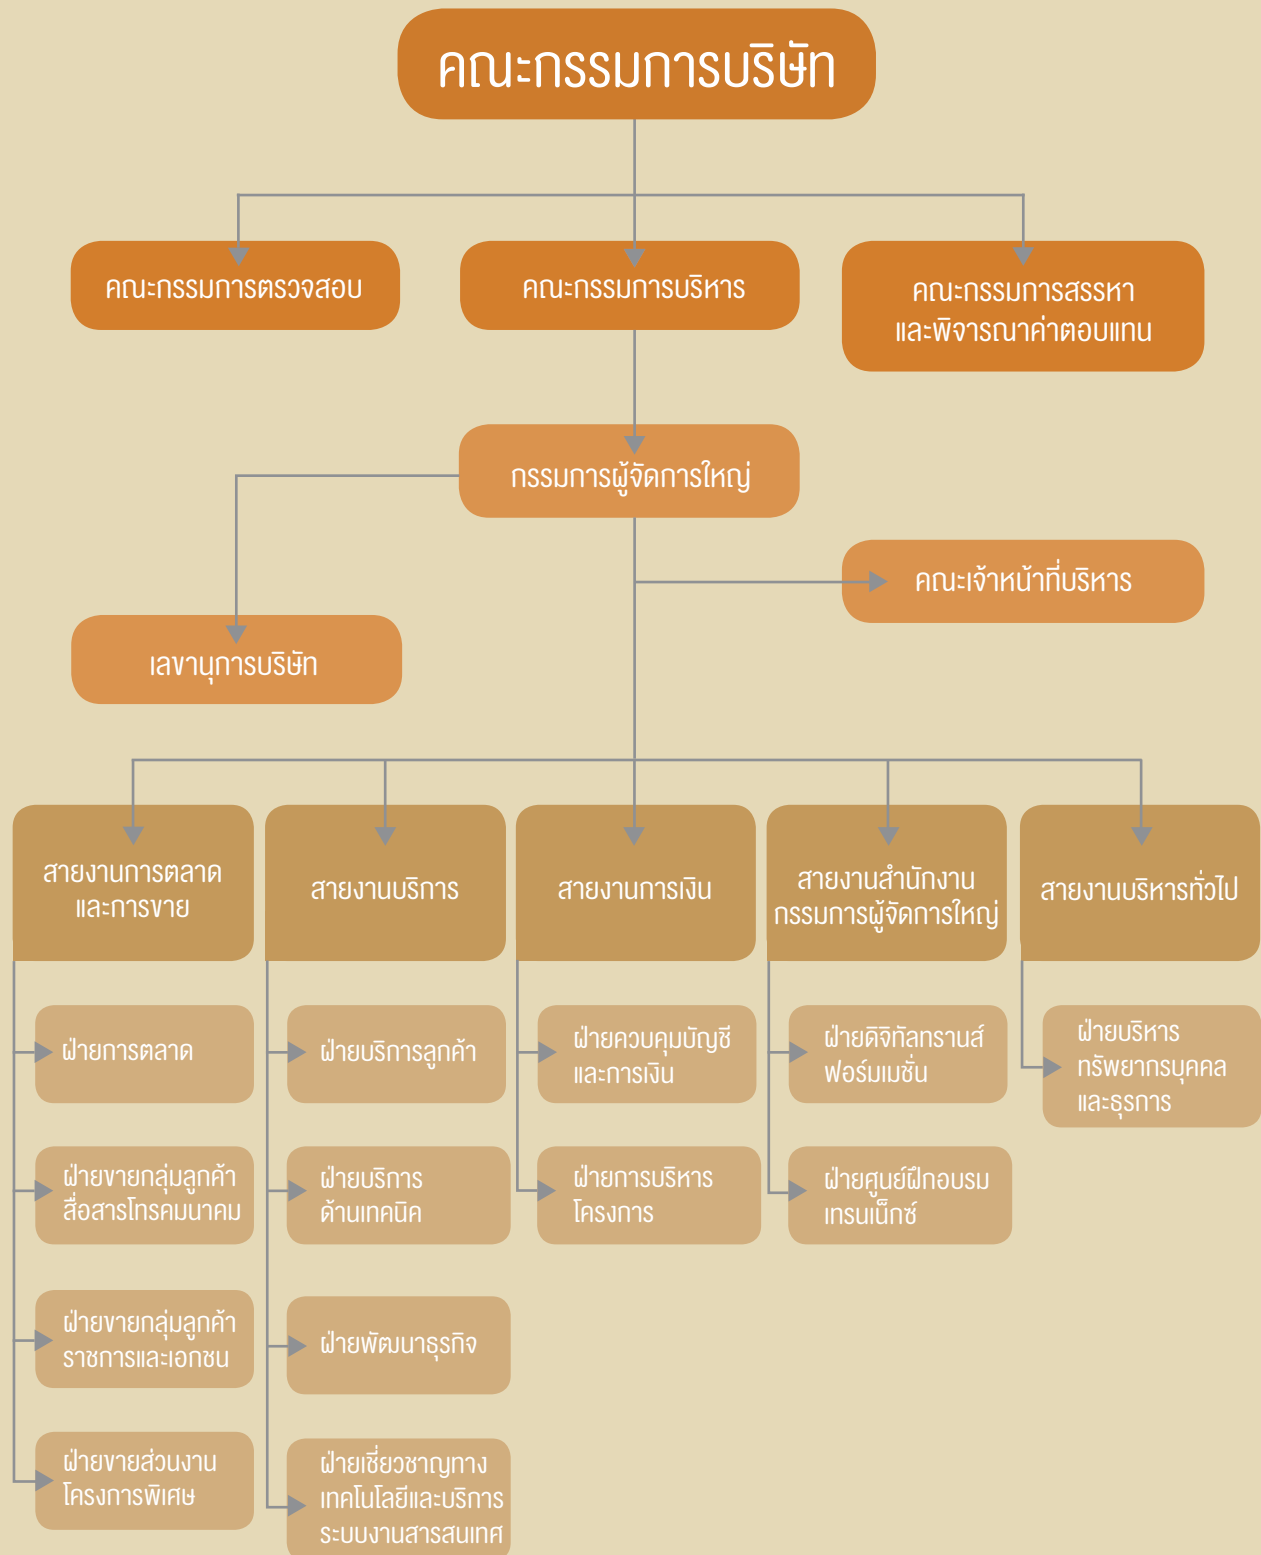 คณะกรรมการบริษัท
คณะกรรมการตรวจสอบ
คณะกรรมการบริหาร
คณะกรรมการสรรหา
และพิจารณาค่าตอบแทน
กรรมการผู้จัดการใหญ่
คณะเจ้าหน้าที่บริหาร
เลขานุการบริษัท
สายงานการตลาด
และการขาย
สายงานบริการ
สายงานการเงิน
สายงานสำนักงาน
กรรมการผู้จัดการใหญ่
สายงานบริหารทั่วไป
ฝ่ายการตลาด
ฝ่ายขายกลุ่มลูกค้า
สื่อสารโทรคมนาคม
ฝ่ายขายกลุ่มลูกค้า
ราชการและเอกชน
ฝ่ายขายส่วนงาน
โครงการพิเศษ
ฝ่ายบริการลูกค้า
ฝ่ายบริการ
ด้านเทคนิค
ฝ่ายพัฒนาธุรกิจ
ฝ่ายเชี่ยวชาญทาง
เทคโนโลยีและบริการ
ระบบงานสารสนเทศ
ฝ่ายควบคุมบัญชี
และการเงิน
ฝ่ายการบริหาร
โครงการ
ฝ่ายดิจิทัลทรานส์
ฟอร์มเมชั่น
ฝ่ายศูนย์ฝึกอบรม
เทรนเน็กซ์
ฝ่ายบริหาร
ทรัพยากรบุคคล
และธุรการ